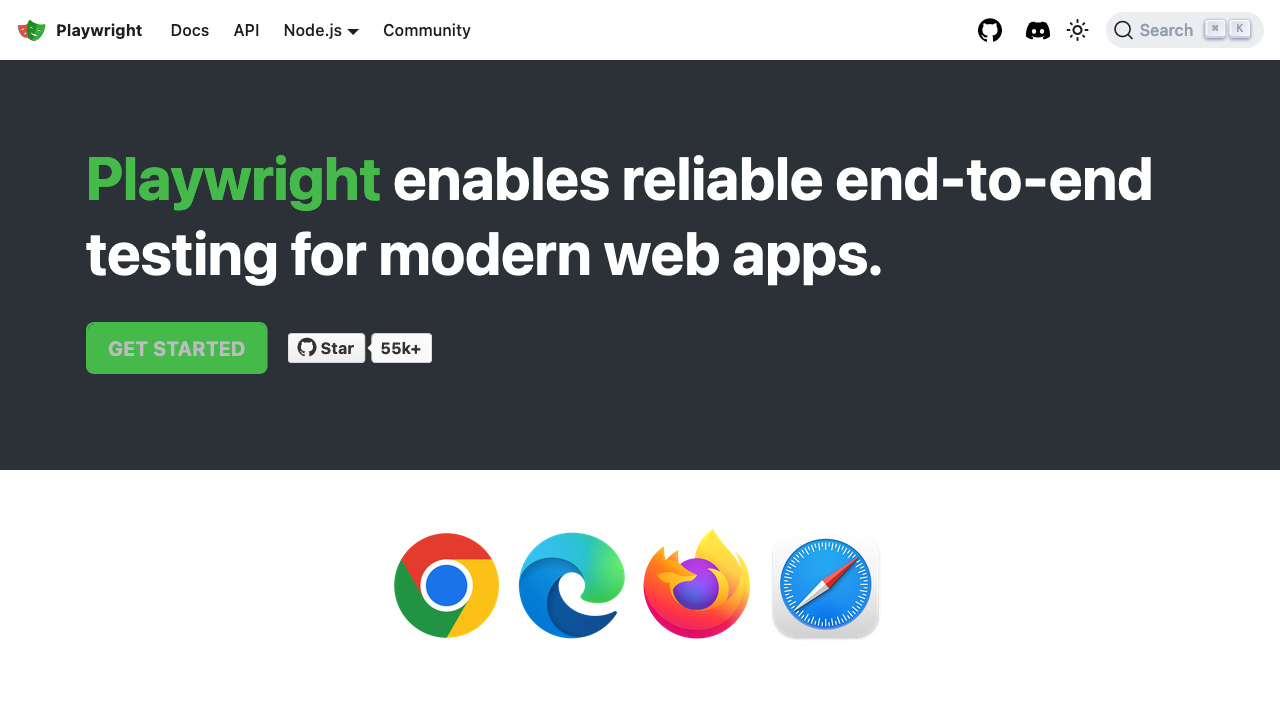 Playwright Docs API Node.js Community Search ⌘ K
Playwright enables reliable end-to-end
testing for modern web apps.
GET STARTED Star 55k+